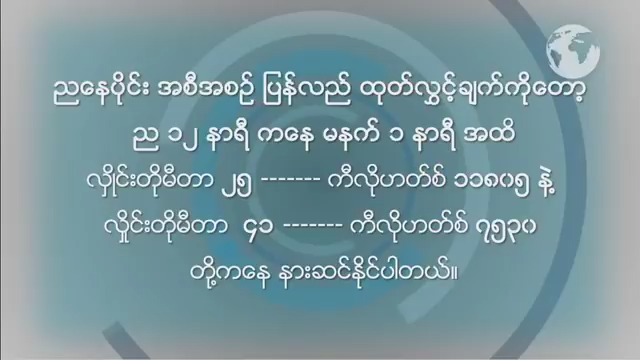 ညနေပိုင်း အစီအစဉ် ပြန်လည် ထုတ်လွှင့်ချက်ကိုတော့
ည ၁၂ နာရီ ကနေ မနက် ၁ နာရီ အထိ
လှိုင်းတိုမီတာ ၂၅ ------- ကီလိုဟတ်စ် ၁၁၈၀၅ နဲ့
လှိုင်းတိုမီတာ ၄၁ ------- ကီလိုဟတ်စ် ၇၅၃၀
တို့ကနေ နားဆင်နိုင်ပါတယ်။